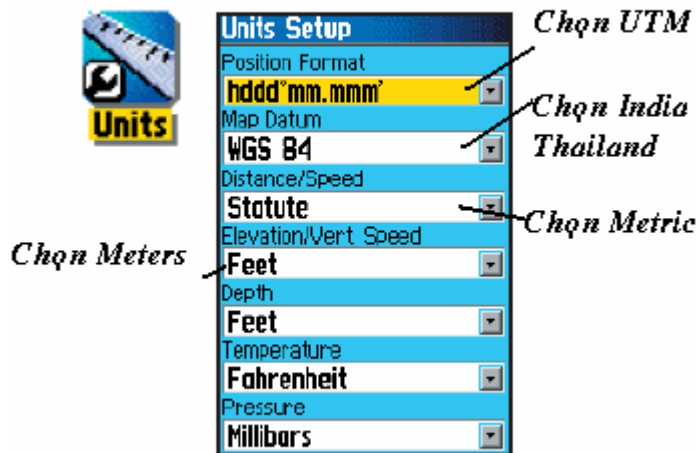 Units
Units Setup
Position Format
hddd°mm.mmm'
Map Datum
WGS 84
Distance/Speed
Statute
Elevation/Vert. Speed
Feet
Depth
Feet
Temperature
Fahrenheit
Pressure
Millibars
Chọn UTM
Chọn India
Thailand
Chọn Metric
Chọn Meters